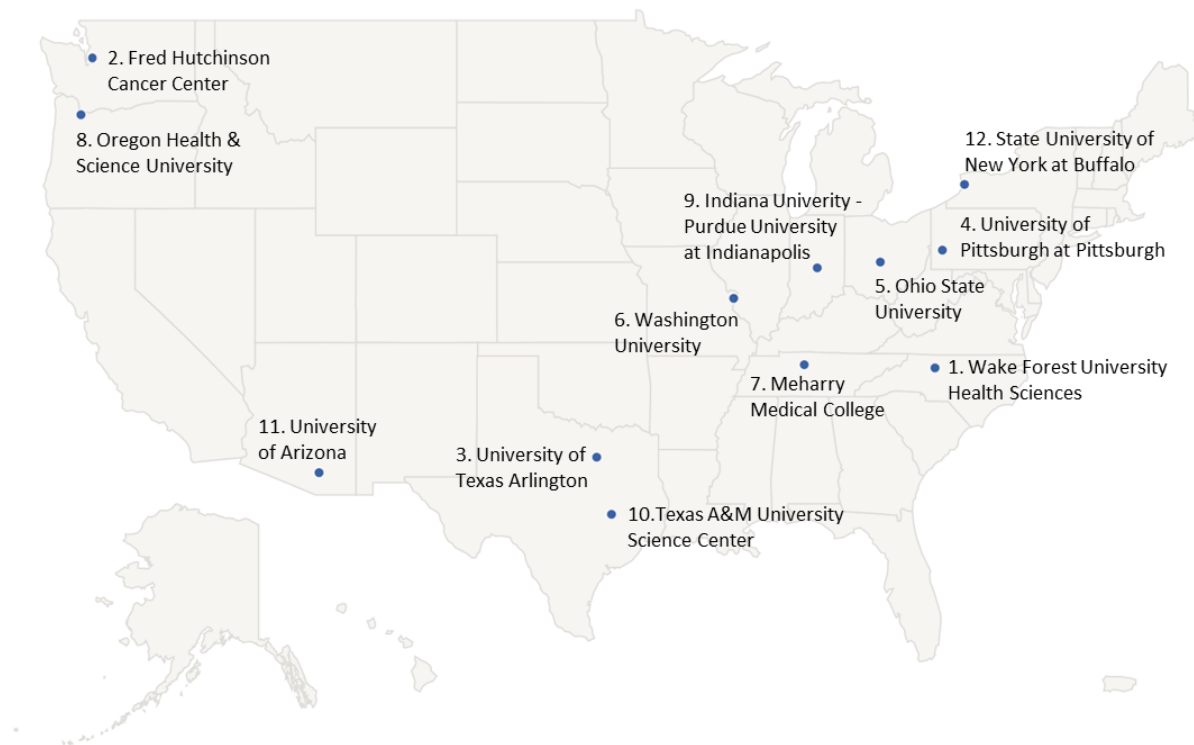 2. Fred Hutchinson
Cancer Center
8. Oregon Health &
Science University
12. State University of
New York at Buffalo
9. Indiana Univerity -
Purdue University
at Indianapolis
4. University of
Pittsburgh at Pittsburgh
5. Ohio State
University
6. Washington
University
1. Wake Forest University
Health Sciences
7. Meharry
Medical College
11. University
of Arizona
3. University of
Texas Arlington
10.Texas A&M University
Science Center